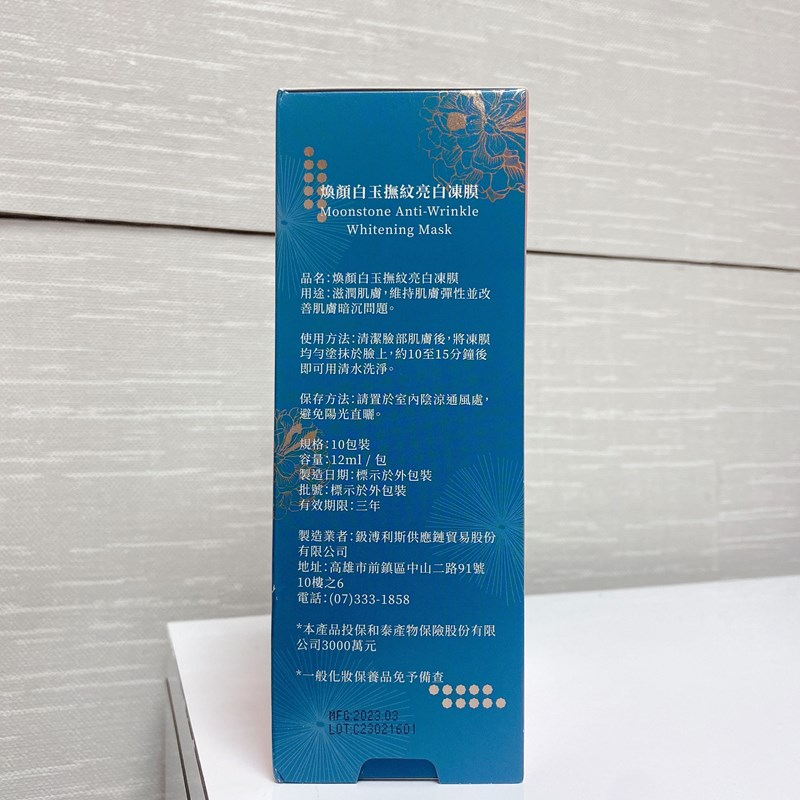 煥顏白玉撫紋亮白凍膜
Moonstone Anti-Wrinkle
Whitening Mask
品名:煥顏白玉撫紋亮白凍膜
用途:滋潤肌膚,維持肌膚彈性並改
善肌膚暗沉問題。
使用方法:清潔臉部肌膚後,將凍膜
均勻塗抹於臉上,約10至15分鐘後
即可用清水洗淨。
保存方法:請置於室內陰涼通風處,
避免陽光直曬。
規格:10包裝
容量:12ml / 包
製造日期:標示於外包裝
批號:標示於外包裝
有效期限:三年
製造業者:鈒溥利斯供應鏈貿易股份
有限公司
地址:高雄市前鎮區中山二路91號
10樓之6
電話:(07)333-1858
*本產品投保和泰產物保險股份有限
公司3000萬元
*一般化妝保養品免予備查
MFG:2023.03
LOT:C23021601